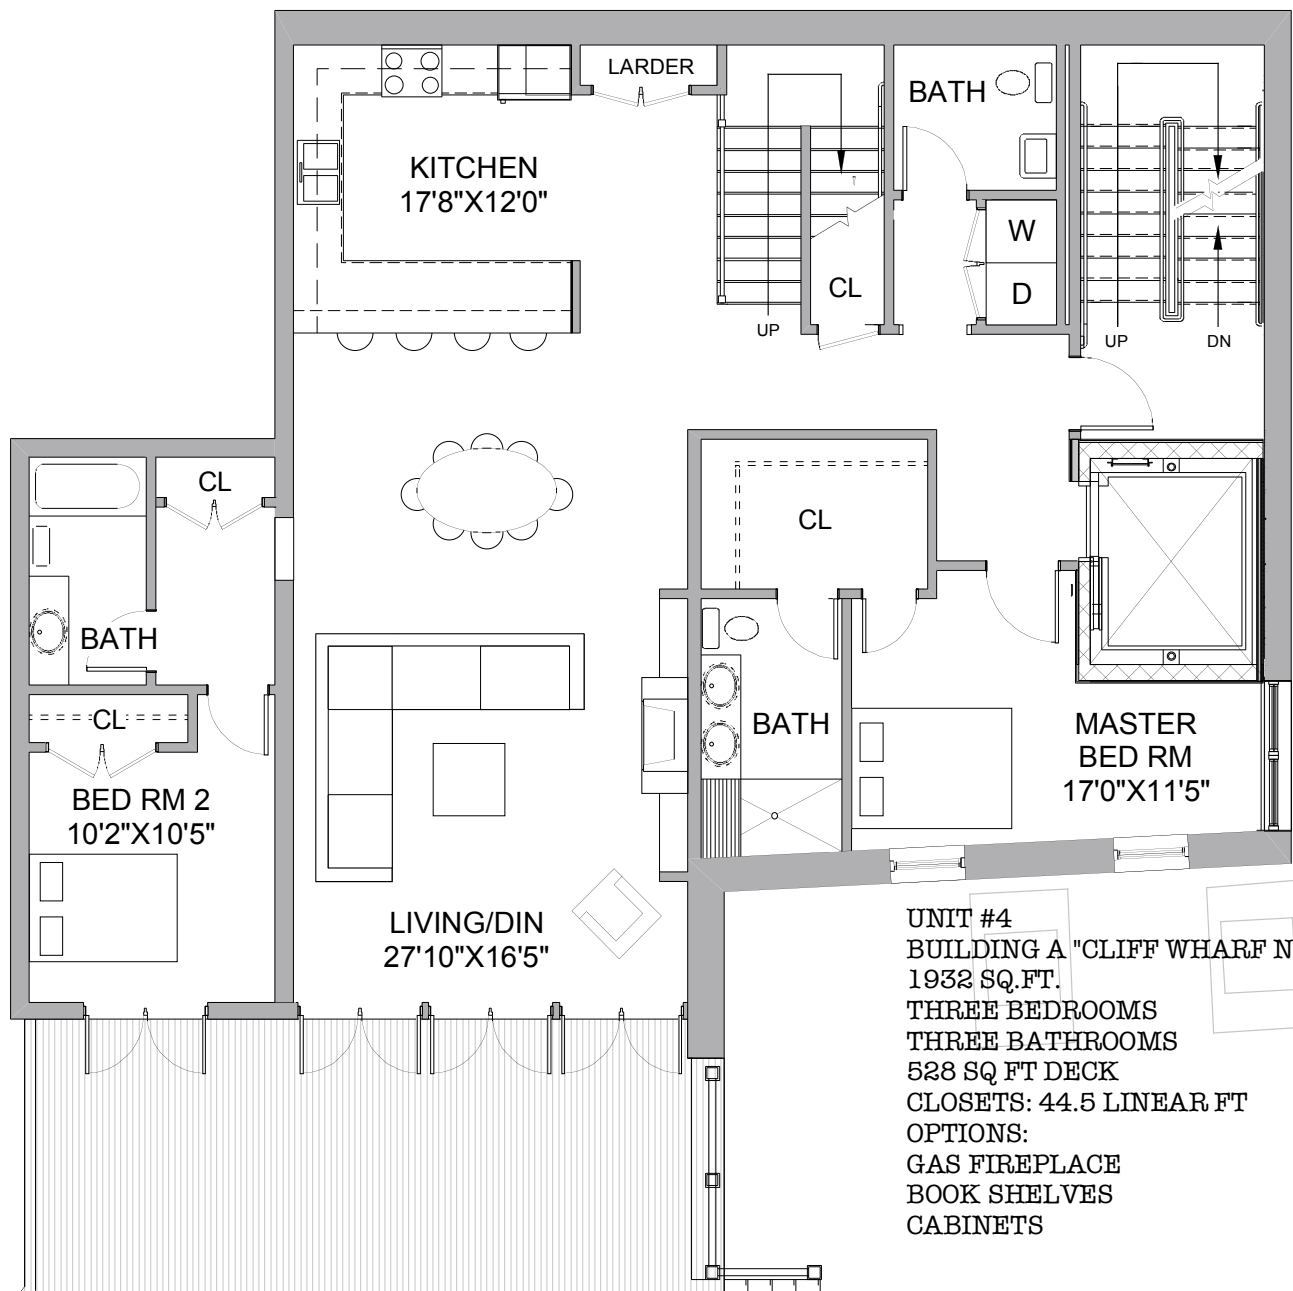 LARDER
BATH
KITCHEN
17'8"X12'0"
W
D
CL
UP
UP
DN
CL
CL
BATH
CL
BED RM 2
10'2"X10'5"
BATH
MASTER
BED RM
17'0"X11'5"
LIVING/DIN
27'10"X16'5"
UNIT #4
BUILDING A "CLIFF WHARF N
1932 SQ.FT.
THREE BEDROOMS
THREE BATHROOMS
528 SQ FT DECK
CLOSETS: 44.5 LINEAR FT
OPTIONS:
GAS FIREPLACE
BOOK SHELVES
CABINETS